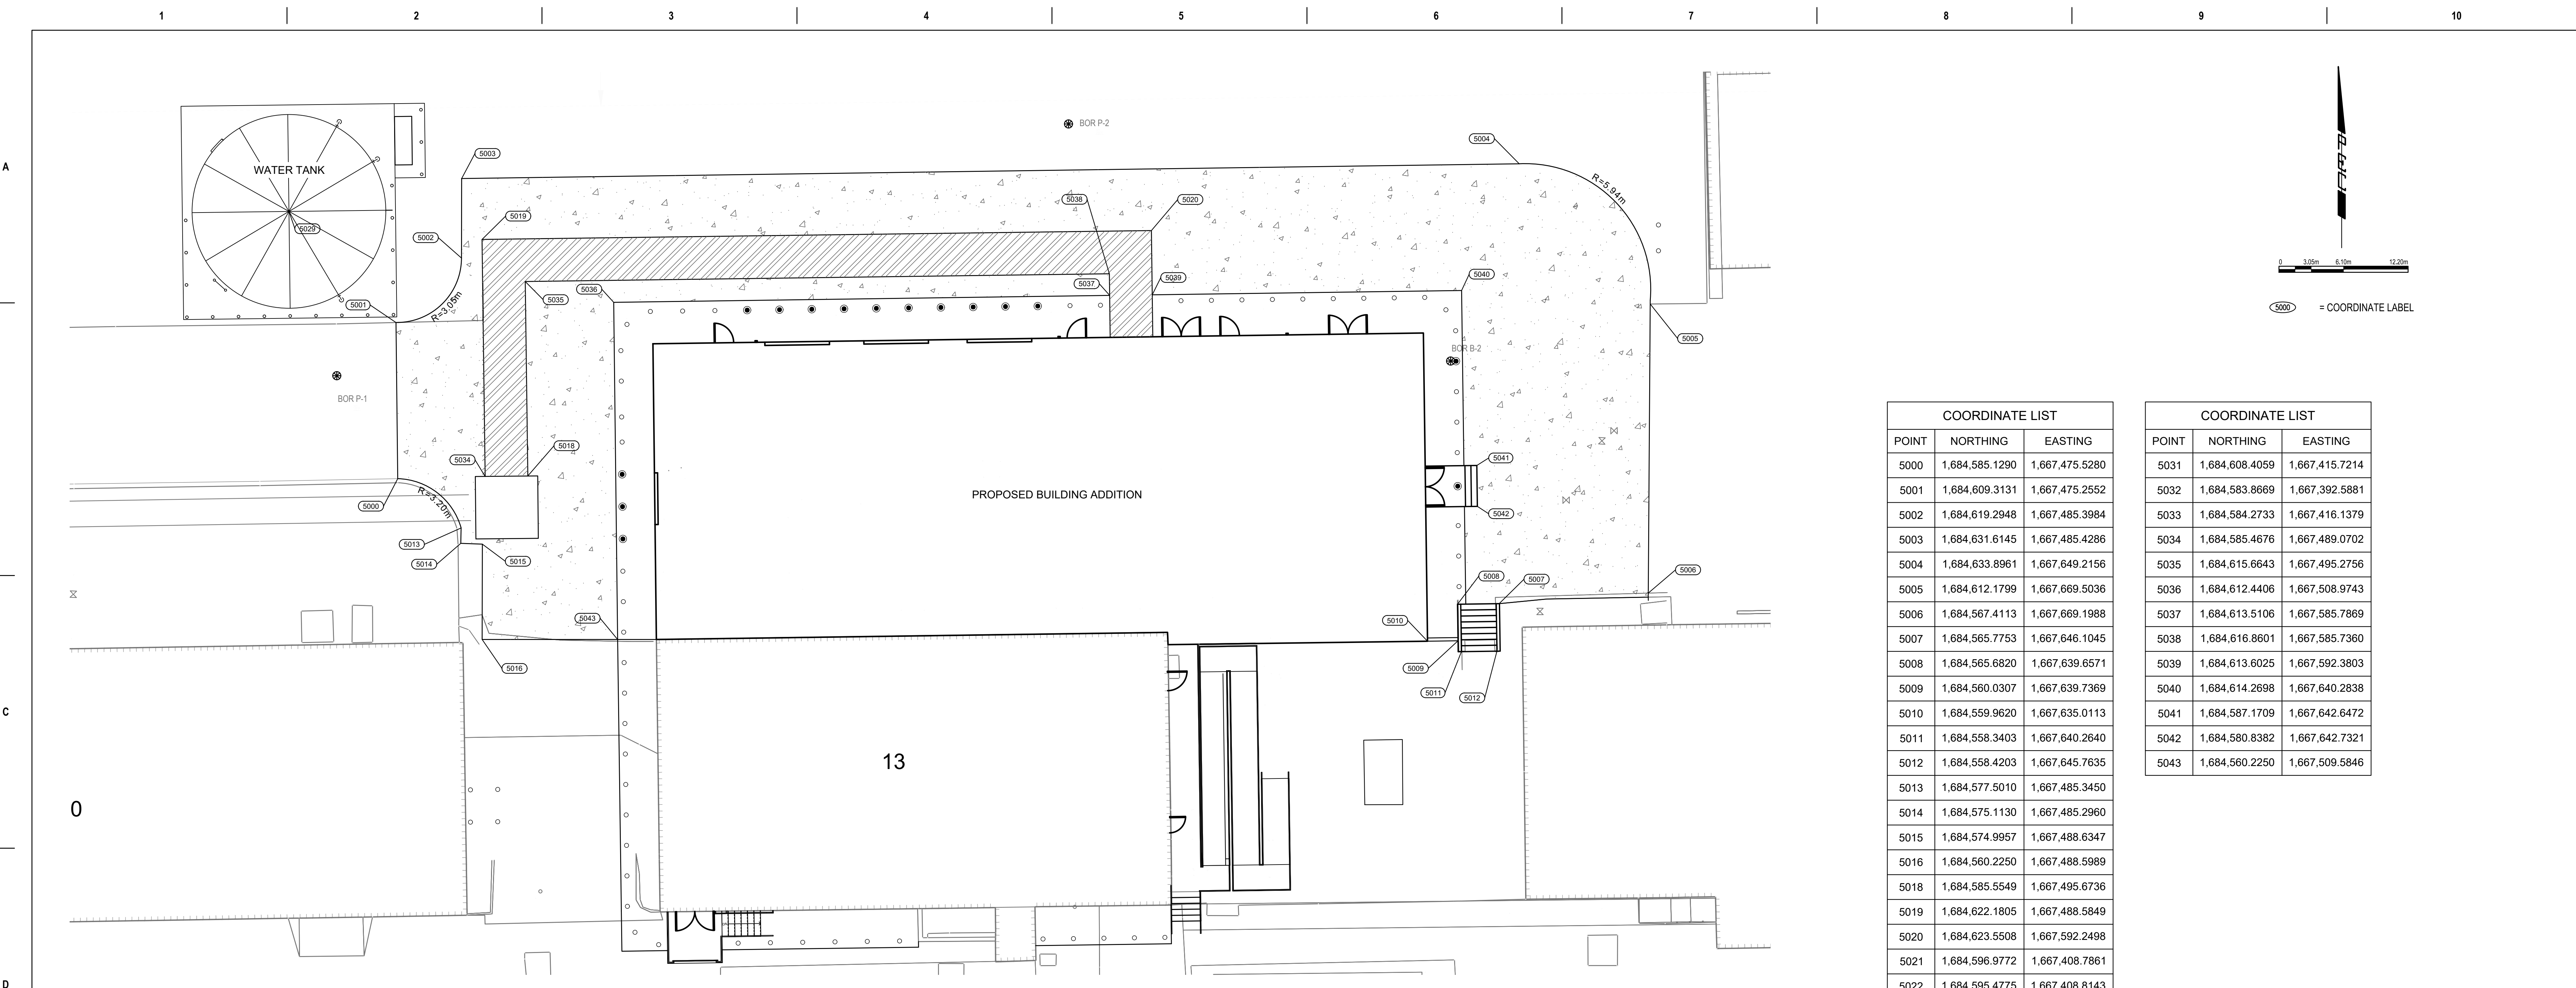 1 2 3 4 5 6 7 8 9 10
A
C
D
WATER TANK
5029
5003
5002
5001
R=3.05m
5019
BOR P-2
5038
5020
5004
R=5.94m
5036
5035
5037
5039
5040
5005
BOR P-1
BOR B-2
5034
5018
5000
R=3.20m
5013
5014
5015
5041
5042
PROPOSED BUILDING ADDITION
5043
5016
5010
5008
5007
5006
5009
5011
5012
13
0
0 3.05m 6.10m 12.20m
5000 = COORDINATE LABEL
COORDINATE LIST
POINT NORTHING EASTING
5000 1,684,585.1290 1,667,475.5280
5001 1,684,609.3131 1,667,475.2552
5002 1,684,619.2948 1,667,485.3984
5003 1,684,631.6145 1,667,485.4286
5004 1,684,633.8961 1,667,649.2156
5005 1,684,612.1799 1,667,669.5036
5006 1,684,567.4113 1,667,669.1988
5007 1,684,565.7753 1,667,646.1045
5008 1,684,565.6820 1,667,639.6571
5009 1,684,560.0307 1,667,639.7369
5010 1,684,559.9620 1,667,635.0113
5011 1,684,558.3403 1,667,640.2640
5012 1,684,558.4203 1,667,645.7635
5013 1,684,577.5010 1,667,485.3450
5014 1,684,575.1130 1,667,485.2960
5015 1,684,574.9957 1,667,488.6347
5016 1,684,560.2250 1,667,488.5989
5018 1,684,585.5549 1,667,495.6736
5019 1,684,622.1805 1,667,488.5849
5020 1,684,623.5508 1,667,592.2498
5021 1,684,596.9772 1,667,408.7861
5022 1,684,595.4775 1,667,408.8143
COORDINATE LIST
POINT NORTHING EASTING
5031 1,684,608.4059 1,667,415.7214
5032 1,684,583.8669 1,667,392.5881
5033 1,684,584.2733 1,667,416.1379
5034 1,684,585.4676 1,667,489.0702
5035 1,684,615.6643 1,667,495.2756
5036 1,684,612.4406 1,667,508.9743
5037 1,684,613.5106 1,667,585.7869
5038 1,684,616.8601 1,667,585.7360
5039 1,684,613.6025 1,667,592.3803
5040 1,684,614.2698 1,667,640.2838
5041 1,684,587.1709 1,667,642.6472
5042 1,684,580.8382 1,667,642.7321
5043 1,684,560.2250 1,667,509.5846